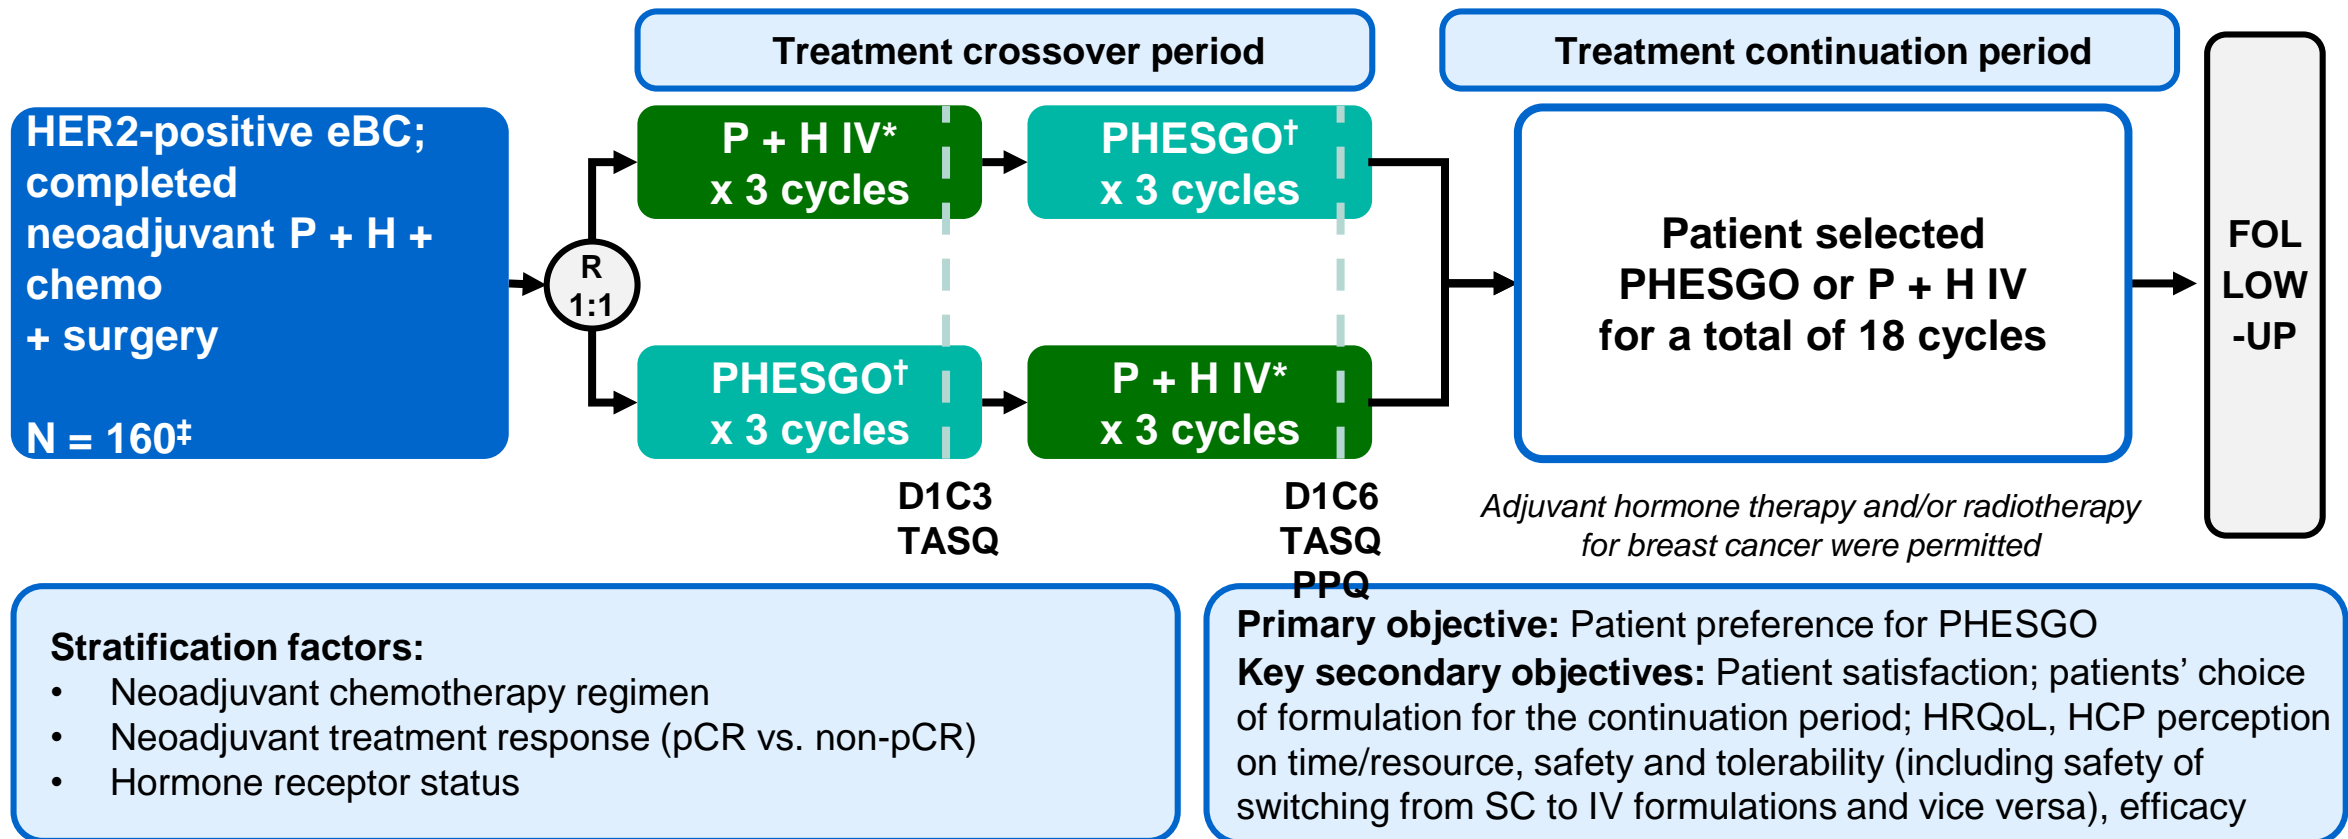 Treatment crossover period
Treatment continuation period
HER2-positive eBC;
completed
neoadjuvant P + H +
chemo
+ surgery
N = 160‡
R
1:1
P + H IV*
x 3 cycles
PHESGO†
x 3 cycles
PHESGO†
x 3 cycles
P + H IV*
x 3 cycles
D1C3
TASQ
D1C6
TASQ
PPQ
Patient selected
PHESGO or P + H IV
for a total of 18 cycles
Adjuvant hormone therapy and/or radiotherapy
for breast cancer were permitted
FOL
LOW
-UP
Stratification factors:
• Neoadjuvant chemotherapy regimen
• Neoadjuvant treatment response (pCR vs. non-pCR)
• Hormone receptor status
Primary objective: Patient preference for PHESGO
Key secondary objectives: Patient satisfaction; patients’ choice
of formulation for the continuation period; HRQoL, HCP perception
on time/resource, safety and tolerability (including safety of
switching from SC to IV formulations and vice versa), efficacy